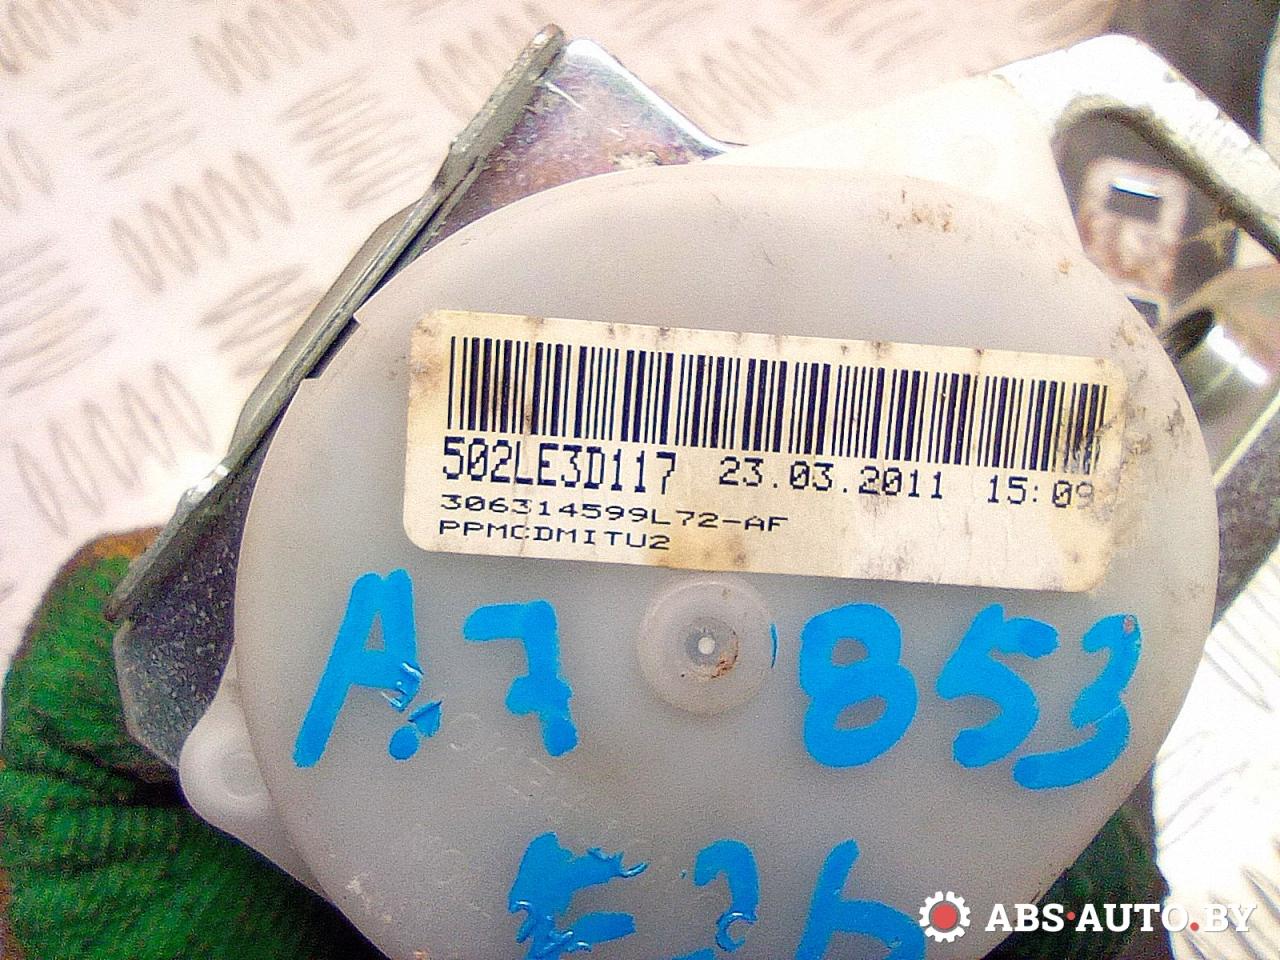 502LE3D117 23.03.2011 15:09
306314599L72-AF
PPMCDMITU2
A.7 853
ABS·AUTO.BY